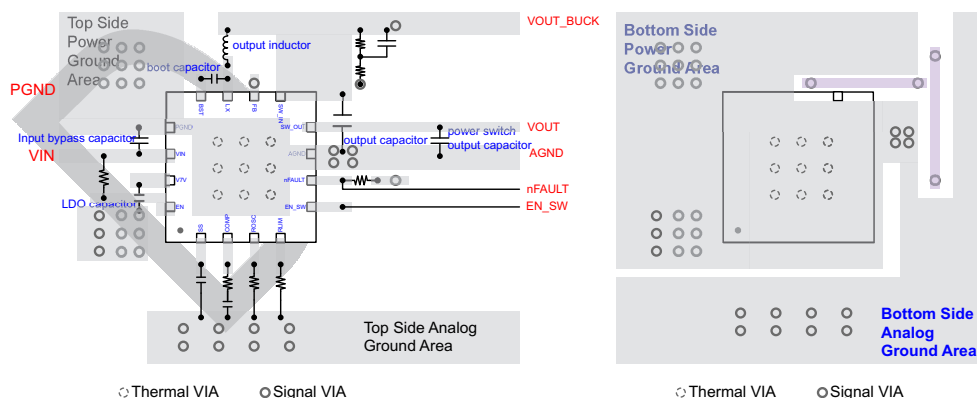 Top Side
Power
Ground
Area
output inductor
boot capacitor
VOUT_BUCK
PGND
BST
LX
FB
SW_IN
PGND
SW_OUT
VOUT
Input bypass capacitor
output capacitor
power switch
output capacitor
VIN
VIN
AGND
AGND
V7V
nFAULT
nFAULT
LDO capacitor
EN
EN_SW
EN_SW
SS
COMP
ROSC
RLIM
Top Side Analog
Ground Area
Thermal VIA
Signal VIA
Bottom Side
Power
Ground Area
Bottom Side
Analog
Ground Area
Thermal VIA
Signal VIA